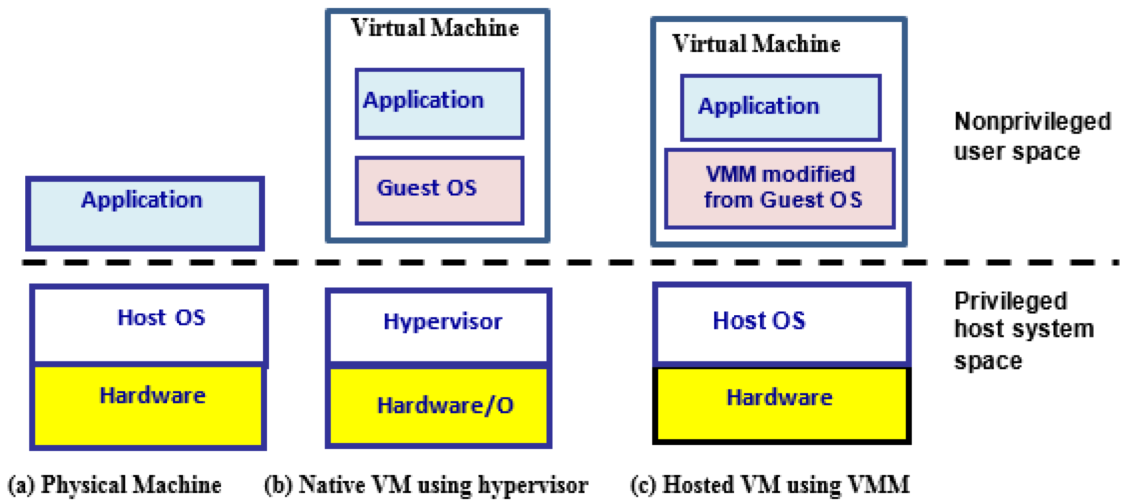 Virtual Machine
Application
Guest OS
Virtual Machine
Application
VMM modified
from Guest OS
Nonprivileged
user space
Application
Host OS
Hardware
Hypervisor
Hardware/O
Host OS
Hardware
Privileged
host system
space
(a) Physical Machine
(b) Native VM using hypervisor
(c) Hosted VM using VMM